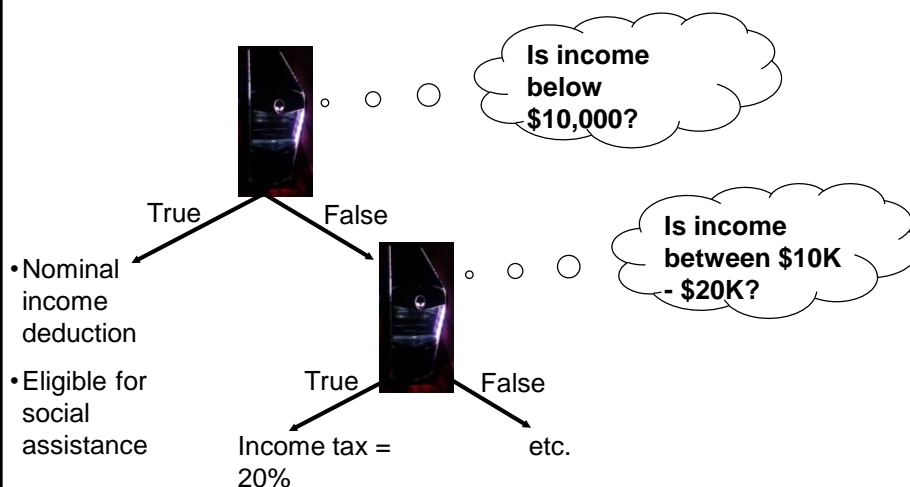 Is income
below
$10,000?
True
False
•Nominal
income
deduction
•Eligible for
social
assistance
Is income
between $10K
- $20K?
True
False
Income tax =
20%
etc.